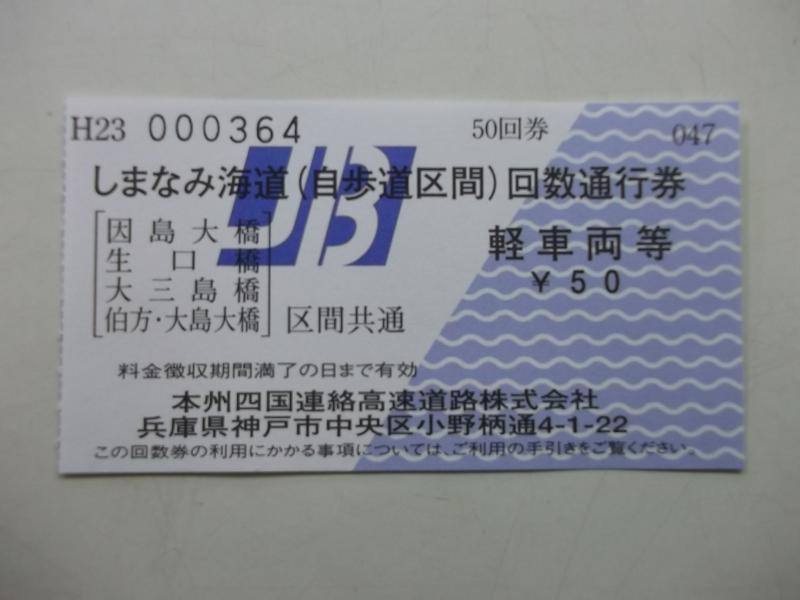 H23 000364 50回券 047
しまなみ海道(自歩道区間)回数通行券
JB
因島大橋
生口橋
大三島橋
伯方・大島大橋 区間共通
軽車両等
¥50
料金徴収期間満了の日まで有効
本州四国連絡高速道路株式会社
兵庫県神戸市中央区小野柄通4-1-22
この回数券の利用にかかる事項については、ご利用の手引きをご覧ください。